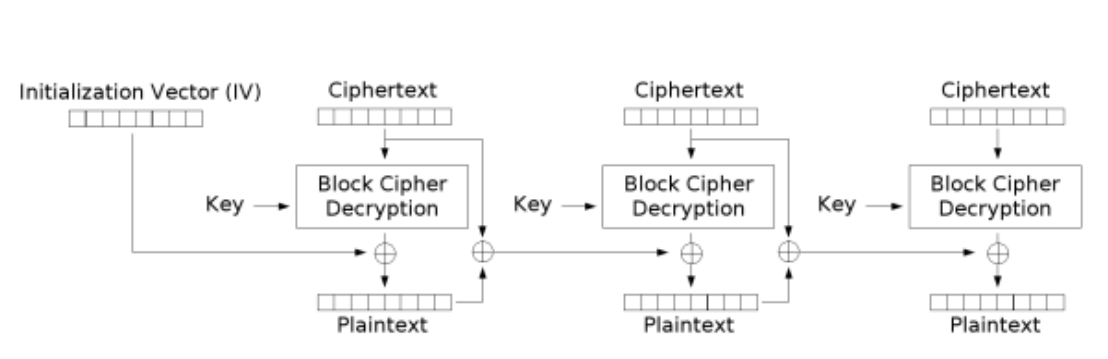 Initialization Vector (IV)
Ciphertext
Ciphertext
Ciphertext
Key
Block Cipher
Decryption
Key
Block Cipher
Decryption
Key
Block Cipher
Decryption
Plaintext
Plaintext
Plaintext